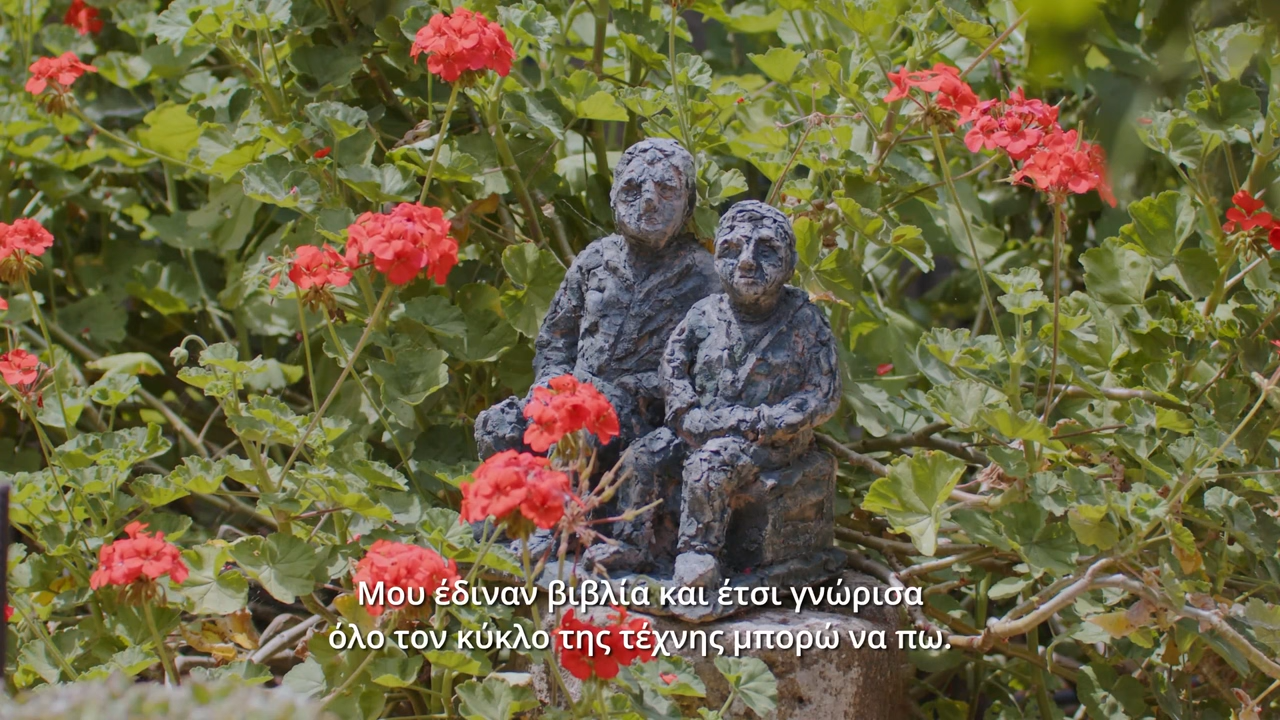 Μου έδιναν βιβλία και έτσι γνώρισα
όλο τον κύκλο της τέχνης μπορώ να πω.